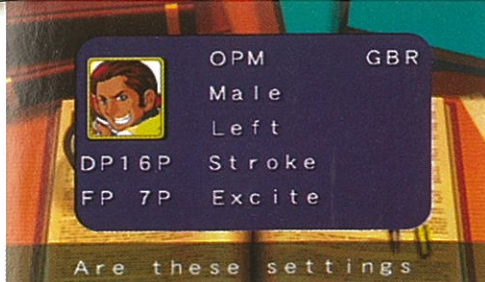 OPM GBR
Male
Left
DP16P Stroke
FP 7P Excite
Are these settings